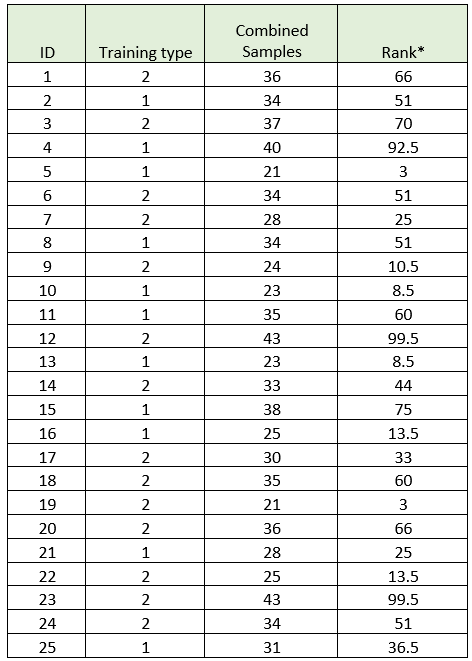 ID Training type Combined Samples Rank*
1 2 36 66
2 1 34 51
3 2 37 70
4 1 40 92.5
5 1 21 3
6 2 34 51
7 2 28 25
8 1 34 51
9 2 24 10.5
10 1 23 8.5
11 1 35 60
12 2 43 99.5
13 1 23 8.5
14 2 33 44
15 1 38 75
16 1 25 13.5
17 2 30 33
18 2 35 60
19 2 21 3
20 2 36 66
21 1 28 25
22 2 25 13.5
23 2 43 99.5
24 2 34 51
25 1 31 36.5